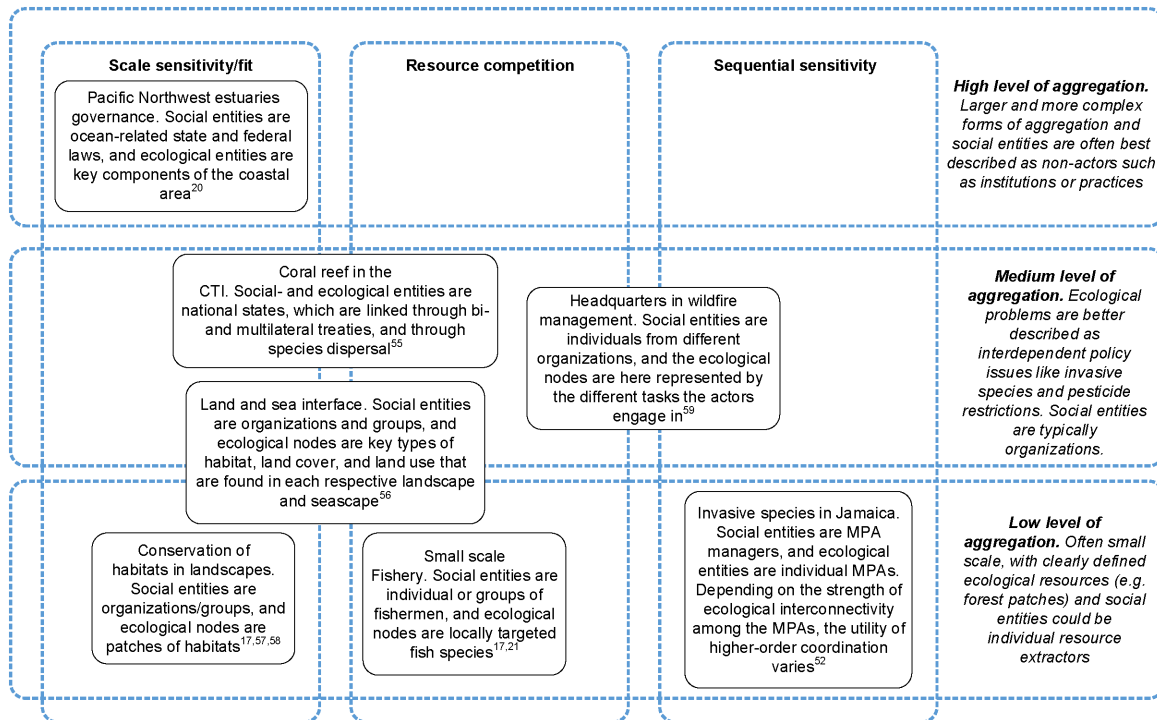 Scale sensitivity/fit
Resource competition
Sequential sensitivity
Pacific Northwest estuaries
governance. Social entities are
ocean-related state and federal
laws, and ecological entities are
key components of the coastal
area20
High level of aggregation.
Larger and more complex
forms of aggregation and
social entities are often best
described as non-actors such
as institutions or practices
Coral reef in the
CTI. Social- and ecological entities are
national states, which are linked through bi-
and multilateral treaties, and through
species dispersal55
Headquarters in wildfire
management. Social entities are
individuals from different
organizations, and the ecological
nodes are here represented by
the different tasks the actors
engage in59
Medium level of
aggregation. Ecological
problems are better
described as
interdependent policy
issues like invasive
species and pesticide
restrictions. Social entities
are typically
organizations.
Land and sea interface. Social entities
are organizations and groups, and
ecological nodes are key types of
habitat, land cover, and land use that
are found in each respective landscape
and seascape56
Conservation of
habitats in landscapes.
Social entities are
organizations/groups, and
ecological nodes are
patches of habitats17,57,58
Small scale
Fishery. Social entities are
individual or groups of
fishermen, and ecological
nodes are locally targeted
fish species17,21
Invasive species in Jamaica.
Social entities are MPA
managers, and ecological
entities are individual MPAs.
Depending on the strength of
ecological interconnectivity
among the MPAs, the utility of
higher-order coordination
varies52
Low level of
aggregation. Often small
scale, with clearly defined
ecological resources (e.g.
forest patches) and social
entities could be
individual resource
extractors